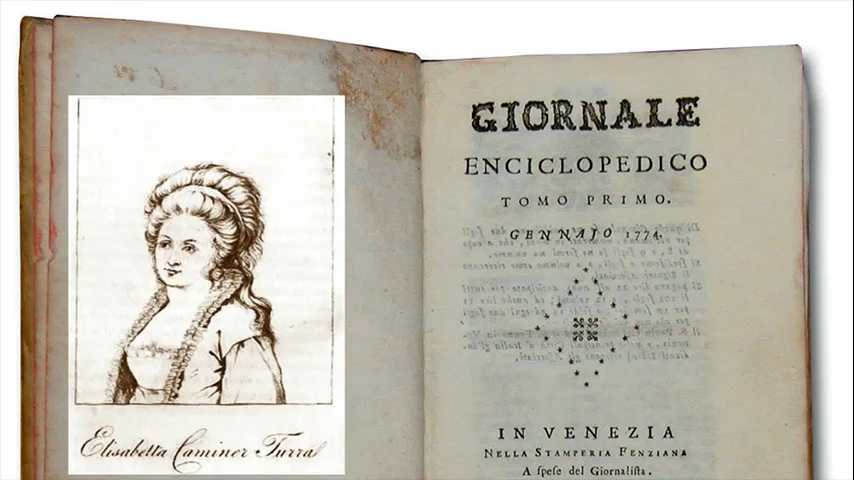 Elisabetta Caminer Turra
GIORNALE
ENCICLOPEDICO
TOMO PRIMO.
GENNAJO 1774.
IN VENEZIA
NELLA STAMPERIA FENZIANA
A spese del Giornalista.